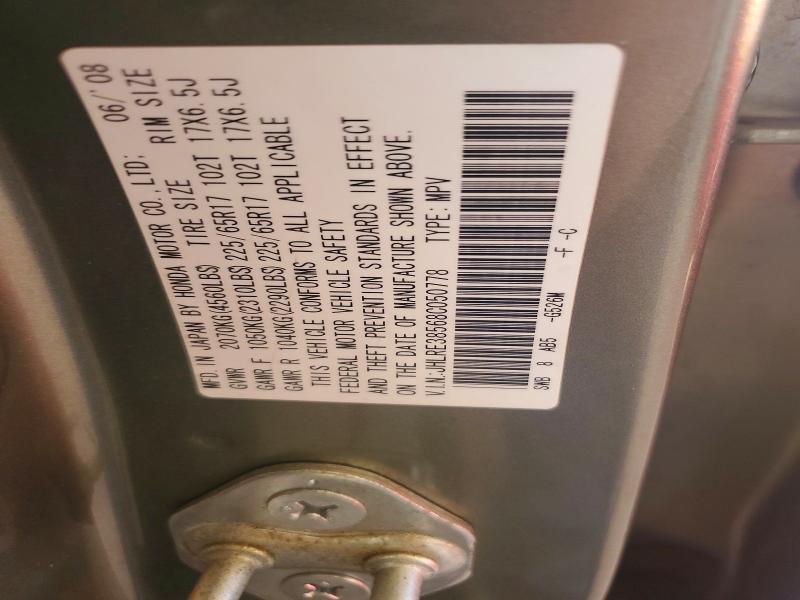 MFD. IN JAPAN BY HONDA MOTOR CO., LTD: 06/'08
TIRE SIZE RIM SIZE
GVWR 2070KG(4560LBS)
GAWR F 1050KG(2310LBS) 225/65R17 102T 17X6.5J
GAWR R 1040KG(2290LBS) 225/65R17 102T 17X6.5J
THIS VEHICLE CONFORMS TO ALL APPLICABLE
FEDERAL MOTOR VEHICLE SAFETY
AND THEFT PREVENTION STANDARDS IN EFFECT
ON THE DATE OF MANUFACTURE SHOWN ABOVE.
V.I.N:JHLRE38568C050778 TYPE: MPV
SWB 8 AB5 -G526M -F -C